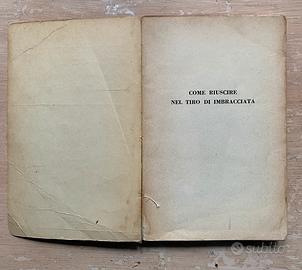 COME RIUSCIRE
NEL TIRO DI IMBRACCIATA
subito